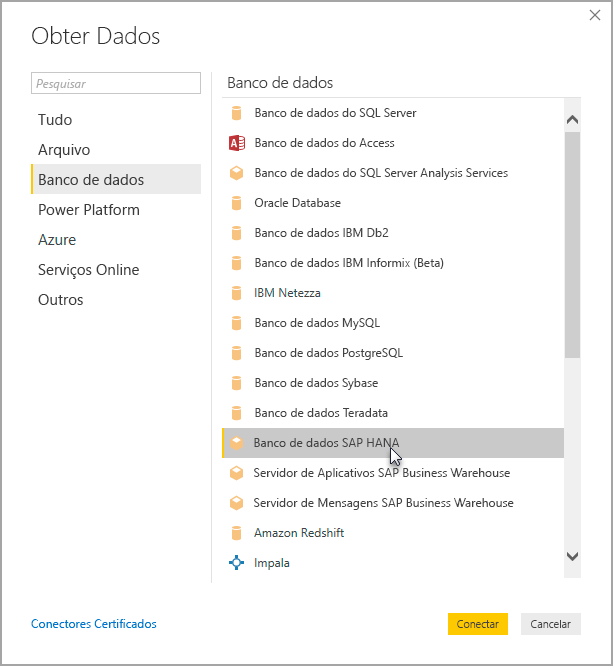 Obter Dados
Pesquisar
Tudo
Arquivo
Banco de dados
Power Platform
Azure
Serviços Online
Outros
Banco de dados
Banco de dados do SQL Server
Banco de dados do Access
Banco de dados do SQL Server Analysis Services
Oracle Database
Banco de dados IBM Db2
Banco de dados IBM Informix (Beta)
IBM Netezza
Banco de dados MySQL
Banco de dados PostgreSQL
Banco de dados Sybase
Banco de dados Teradata
Banco de dados SAP HANA
Servidor de Aplicativos SAP Business Warehouse
Servidor de Mensagens SAP Business Warehouse
Amazon Redshift
Impala
Conectores Certificados
Conectar
Cancelar